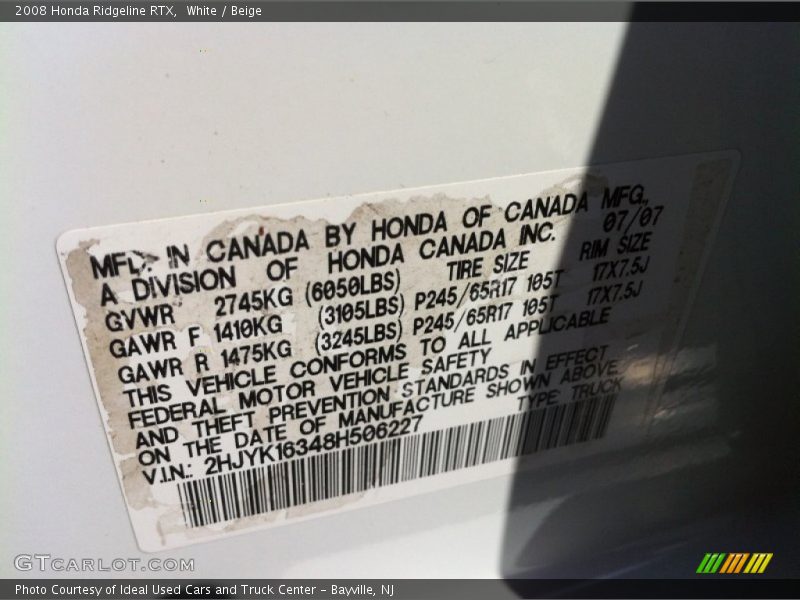 2008 Honda Ridgeline RTX,  White / Beige
MFD. IN CANADA BY HONDA OF CANADA MFG.,
A DIVISION OF HONDA CANADA INC. 07/07
GVWR 2745KG (6050LBS) TIRE SIZE RIM SIZE
GAWR F 1410KG (3105LBS) P245/65R17 105T 17X7.5J
GAWR R 1475KG (3245LBS) P245/65R17 105T 17X7.5J
THIS VEHICLE CONFORMS TO ALL APPLICABLE
FEDERAL MOTOR VEHICLE SAFETY
AND THEFT PREVENTION STANDARDS IN EFFECT
ON THE DATE OF MANUFACTURE SHOWN ABOVE.
V.I.N.: 2HJYK16348H506227 TYPE TRUCK
GTCARLOT.COM
Photo Courtesy of Ideal Used Cars and Truck Center – Bayville, NJ